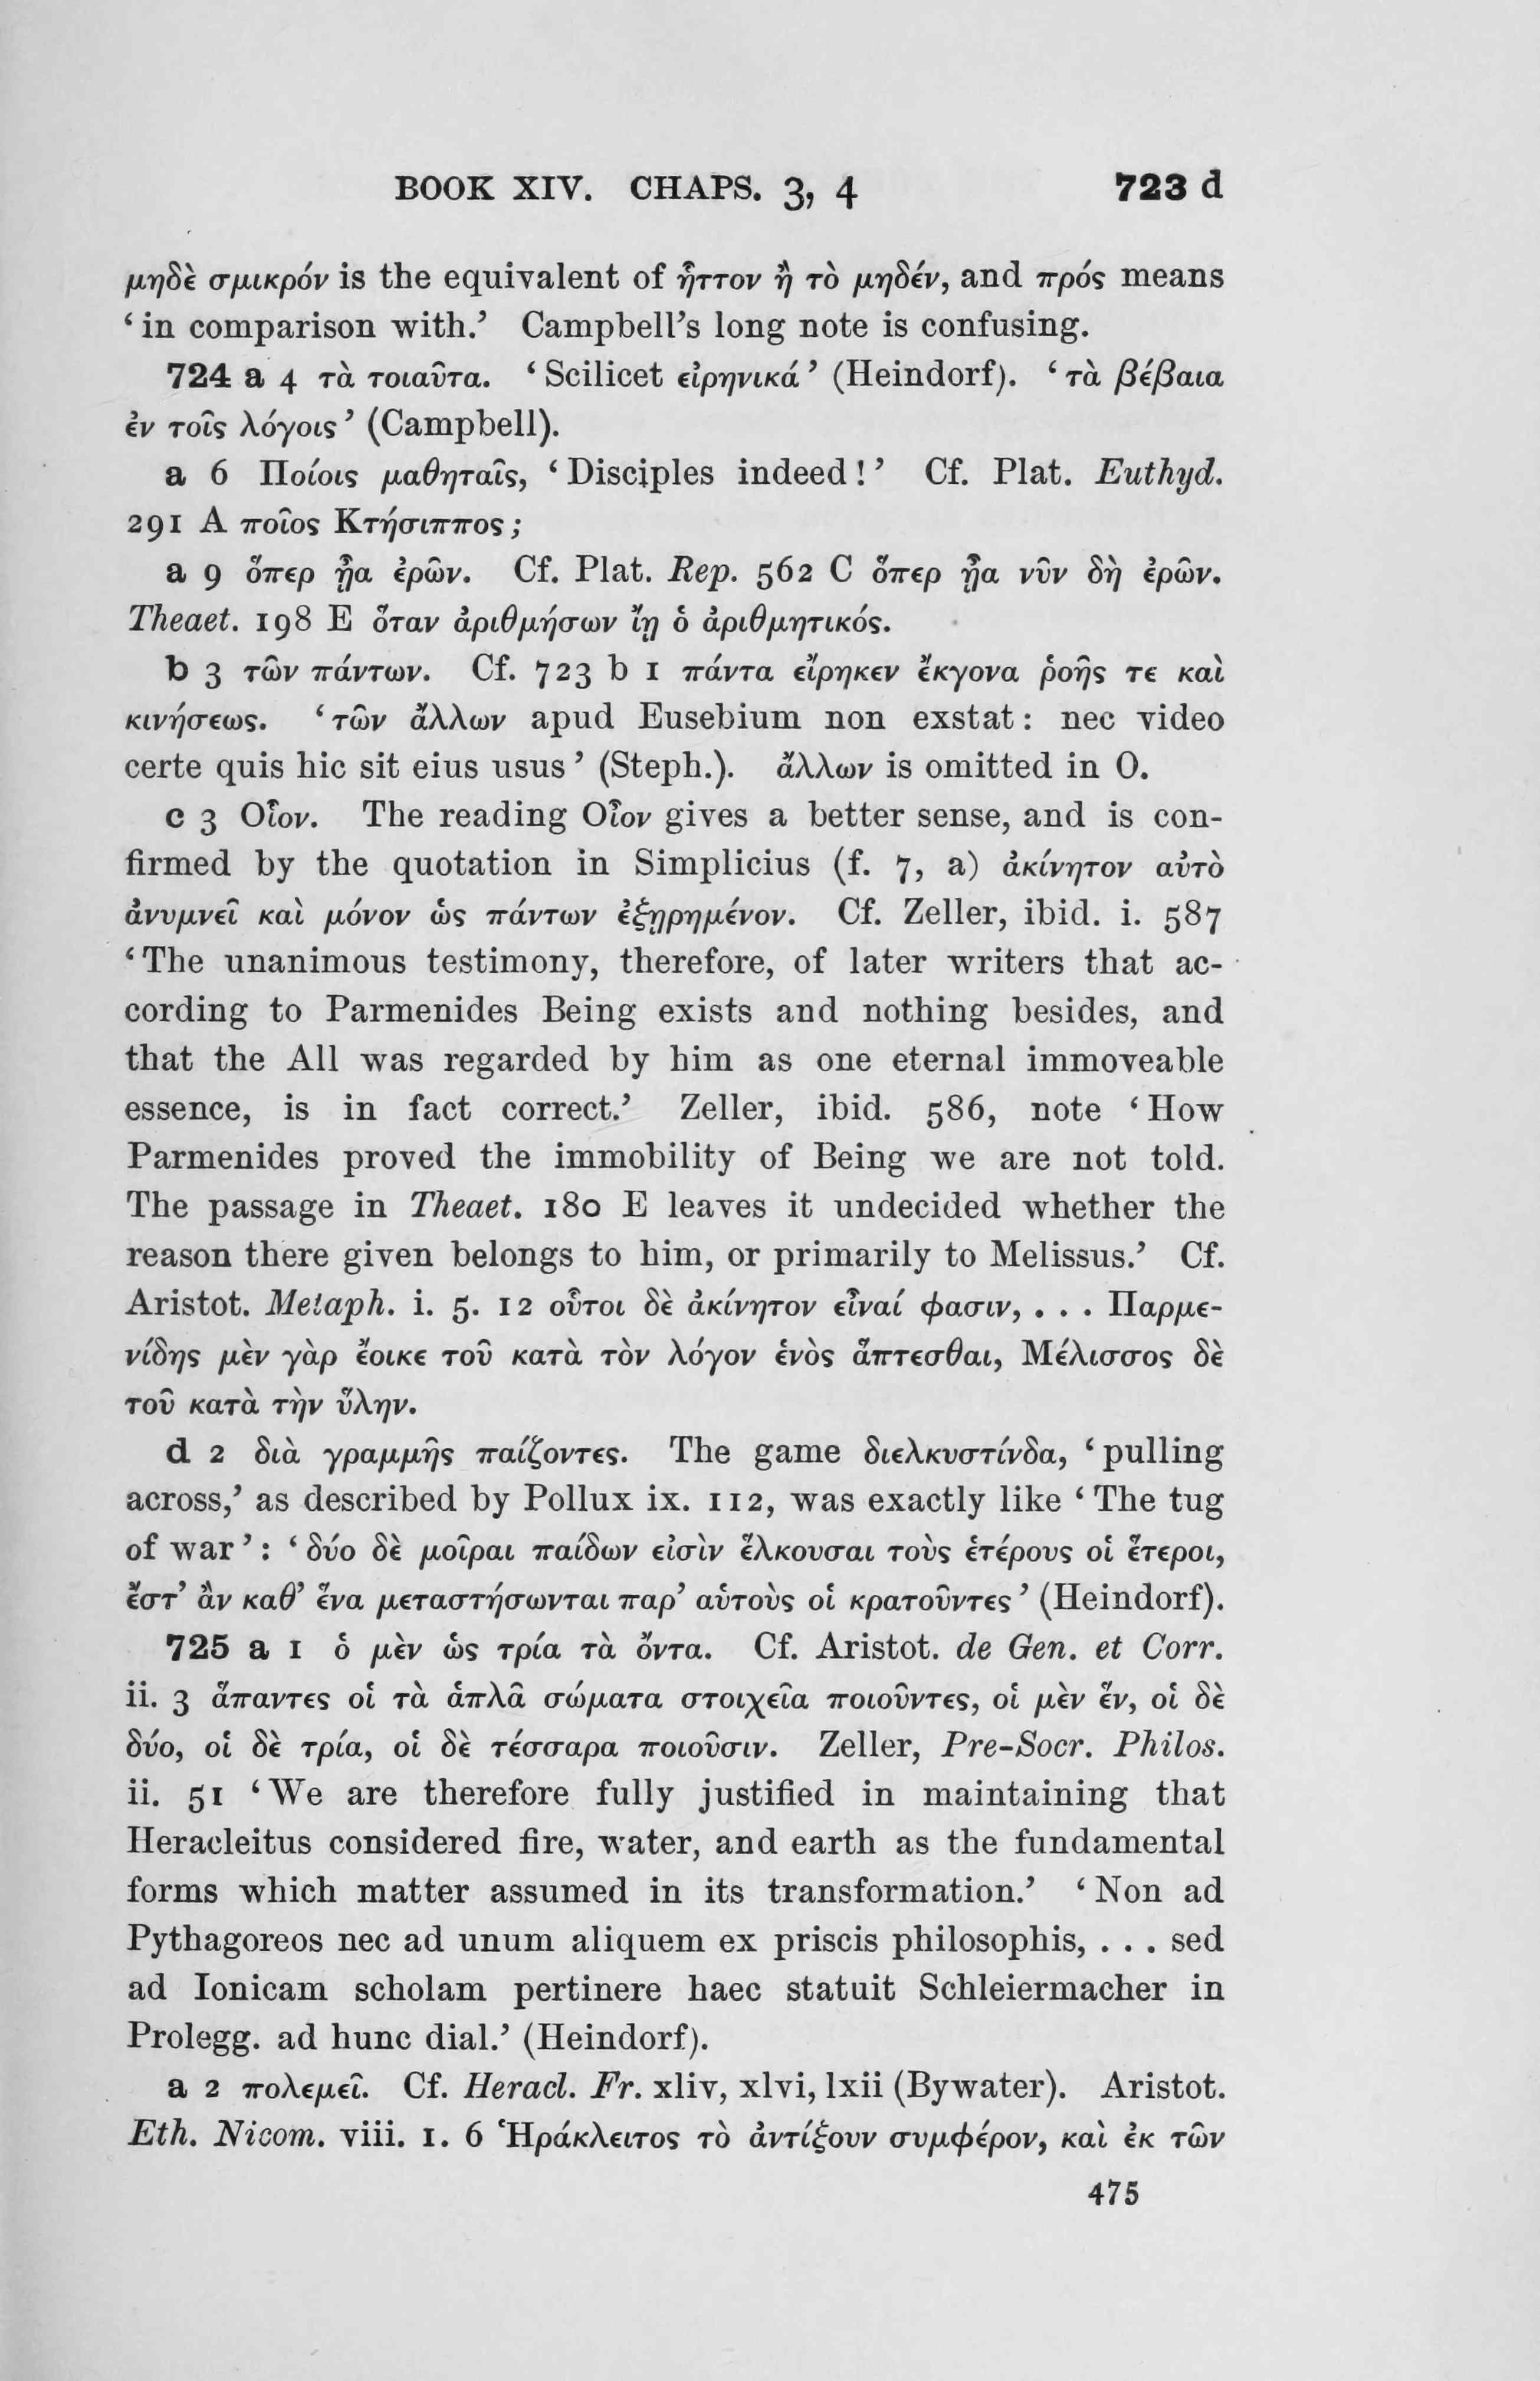 BOOK XIV. CHAPS. 3, 4 723 d
μηδὲ σμικρόν is the equivalent of ἧττον ἢ τὸ μηδέν, and πρός means
‘in comparison with.’ Campbell’s long note is confusing.
724 a 4 τὰ τοιαῦτα. ‘Scilicet εἰρηνικά’ (Heindorf). ‘τὰ βέβαια
ἐν τοῖς λόγοις’ (Campbell).
a 6 Ποίοις μαθηταῖς, ‘Disciples indeed!’ Cf. Plat. Euthyd.
291 A ποῖος Κτήσιππος;
a 9 ὅπερ ᾖα ἐρῶν. Cf. Plat. Rep. 562 C ὅπερ ᾖα νῦν δὴ ἐρῶν.
Theaet. 198 E ὅταν ἀριθμήσων ἴῃ ὁ ἀριθμητικός.
b 3 τῶν πάντων. Cf. 723 b 1 πάντα εἴρηκεν ἔκγονα ῥοῆς τε καὶ
κινήσεως. ‘τῶν ἄλλων apud Eusebium non exstat: nec video
certe quis hic sit eius usus’ (Steph.). ἄλλων is omitted in O.
c 3 Οἷον. The reading Οἷον gives a better sense, and is con-
firmed by the quotation in Simplicius (f. 7, a) ἀκίνητον αὐτὸ
ἀνυμνεῖ καὶ μόνον ὡς πάντων ἐξῃρημένον. Cf. Zeller, ibid. i. 587
‘The unanimous testimony, therefore, of later writers that ac-
cording to Parmenides Being exists and nothing besides, and
that the All was regarded by him as one eternal immoveable
essence, is in fact correct.’ Zeller, ibid. 586, note ‘How
Parmenides proved the immobility of Being we are not told.
The passage in Theaet. 180 E leaves it undecided whether the
reason there given belongs to him, or primarily to Melissus.’ Cf.
Aristot. Metaph. i. 5. 12 οὗτοι δὲ ἀκίνητον εἶναί φασιν, . . . Παρμε-
νίδης μὲν γὰρ ἔοικε τοῦ κατὰ τὸν λόγον ἑνὸς ἅπτεσθαι, Μέλισσος δὲ
τοῦ κατὰ τὴν ὕλην.
d 2 διὰ γραμμῆς παίζοντες. The game διελκυστίνδα, ‘pulling
across,’ as described by Pollux ix. 112, was exactly like ‘The tug
of war’: ‘δύο δὲ μοῖραι παίδων εἰσὶν ἕλκουσαι τοὺς ἑτέρους οἱ ἕτεροι,
ἔστ’ ἂν καθ’ ἕνα μεταστήσωνται παρ’ αὑτοὺς οἱ κρατοῦντες’ (Heindorf).
725 a 1 ὁ μὲν ὡς τρία τὰ ὄντα. Cf. Aristot. de Gen. et Corr.
ii. 3 ἅπαντες οἱ τὰ ἁπλᾶ σώματα στοιχεῖα ποιοῦντες, οἱ μὲν ἕν, οἱ δὲ
δύο, οἱ δὲ τρία, οἱ δὲ τέσσαρα ποιοῦσιν. Zeller, Pre-Socr. Philos.
ii. 51 ‘We are therefore fully justified in maintaining that
Heracleitus considered fire, water, and earth as the fundamental
forms which matter assumed in its transformation.’ ‘Non ad
Pythagoreos nec ad unum aliquem ex priscis philosophis, . . . sed
ad Ionicam scholam pertinere haec statuit Schleiermacher in
Prolegg. ad hunc dial.’ (Heindorf).
a 2 πολεμεῖ. Cf. Heracl. Fr. xliv, xlvi, lxii (Bywater). Aristot.
Eth. Nicom. viii. 1. 6 Ἡράκλειτος τὸ ἀντίξουν συμφέρον, καὶ ἐκ τῶν
475